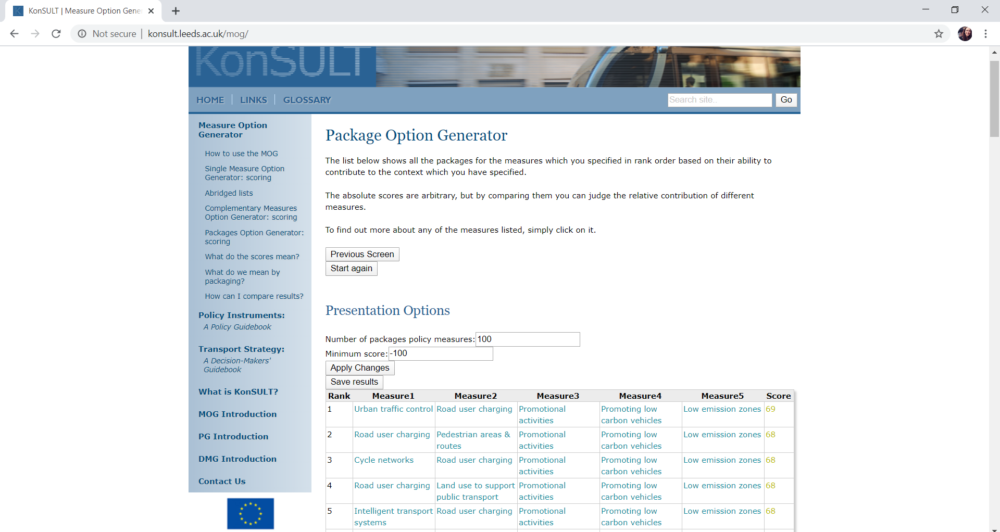 KonSULT | Measure Option Gene
Not secure | konsult.leeds.ac.uk/mog/
KonSULT
HOME LINKS GLOSSARY Search site.. Go
Measure Option
Generator
How to use the MOG
Single Measure Option
Generator: scoring
Abridged lists
Complementary Measures
Option Generator: scoring
Packages Option Generator:
scoring
What do the scores mean?
What do we mean by
packaging?
How can I compare results?
Policy Instruments:
A Policy Guidebook
Transport Strategy:
A Decision-Makers'
Guidebook
What is KonSULT?
MOG Introduction
PG Introduction
DMG Introduction
Contact Us
Package Option Generator
The list below shows all the packages for the measures which you specified in rank order based on their ability to
contribute to the context which you have specified.
The absolute scores are arbitrary, but by comparing them you can judge the relative contribution of different
measures.
To find out more about any of the measures listed, simply click on it.
Previous Screen
Start again
Presentation Options
Number of packages policy measures: 100
Minimum score: -100
Apply Changes
Save results
Rank Measure1 Measure2 Measure3 Measure4 Measure5 Score
1 Urban traffic control Road user charging Promotional Promoting low Low emission zones 69
activities carbon vehicles
2 Road user charging Pedestrian areas & Promotional Promoting low Low emission zones 68
routes activities carbon vehicles
3 Cycle networks Road user charging Promotional Promoting low Low emission zones 68
activities carbon vehicles
4 Road user charging Land use to support Promotional Promoting low Low emission zones 68
public transport activities carbon vehicles
5 Intelligent transport Road user charging Promotional Promoting low Low emission zones 68
systems activities carbon vehicles